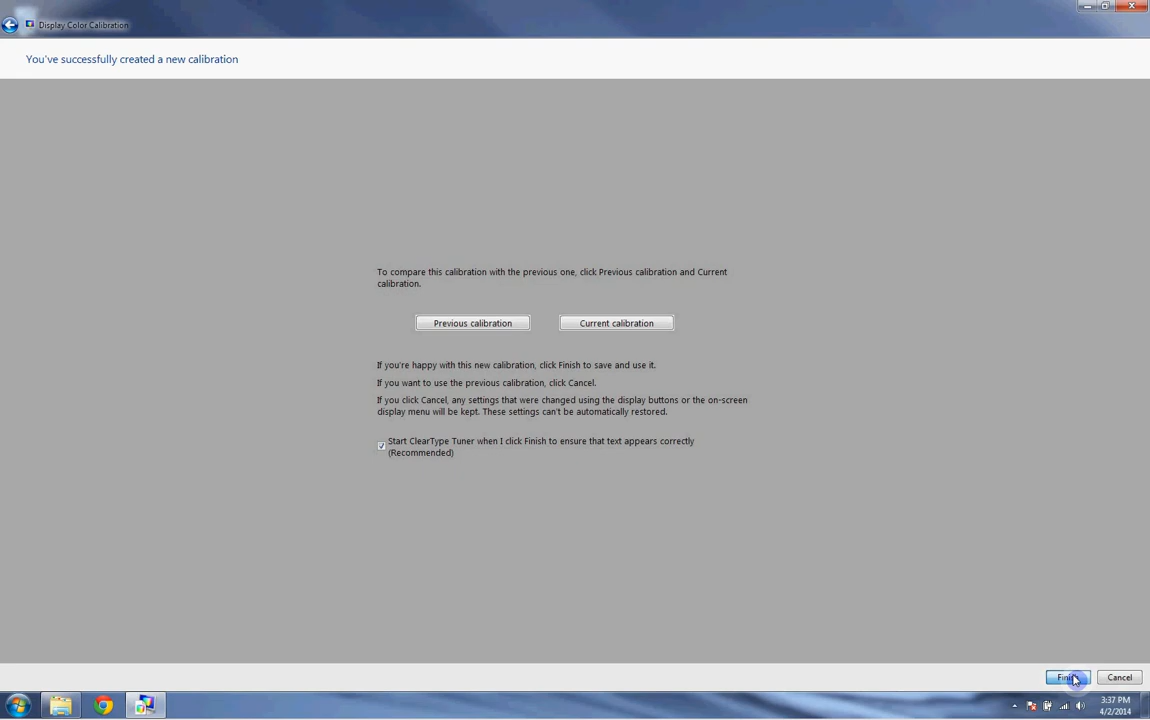 Display Color Calibration
You've successfully created a new calibration
To compare this calibration with the previous one, click Previous calibration and Current
calibration.
Previous calibration
Current calibration
If you're happy with this new calibration, click Finish to save and use it.
If you want to use the previous calibration, click Cancel.
If you click Cancel, any settings that were changed using the display buttons or the on-screen
display menu will be kept. These settings can't be automatically restored.
Start ClearType Tuner when I click Finish to ensure that text appears correctly
(Recommended)
Finish
Cancel
3:37 PM
4/2/2014